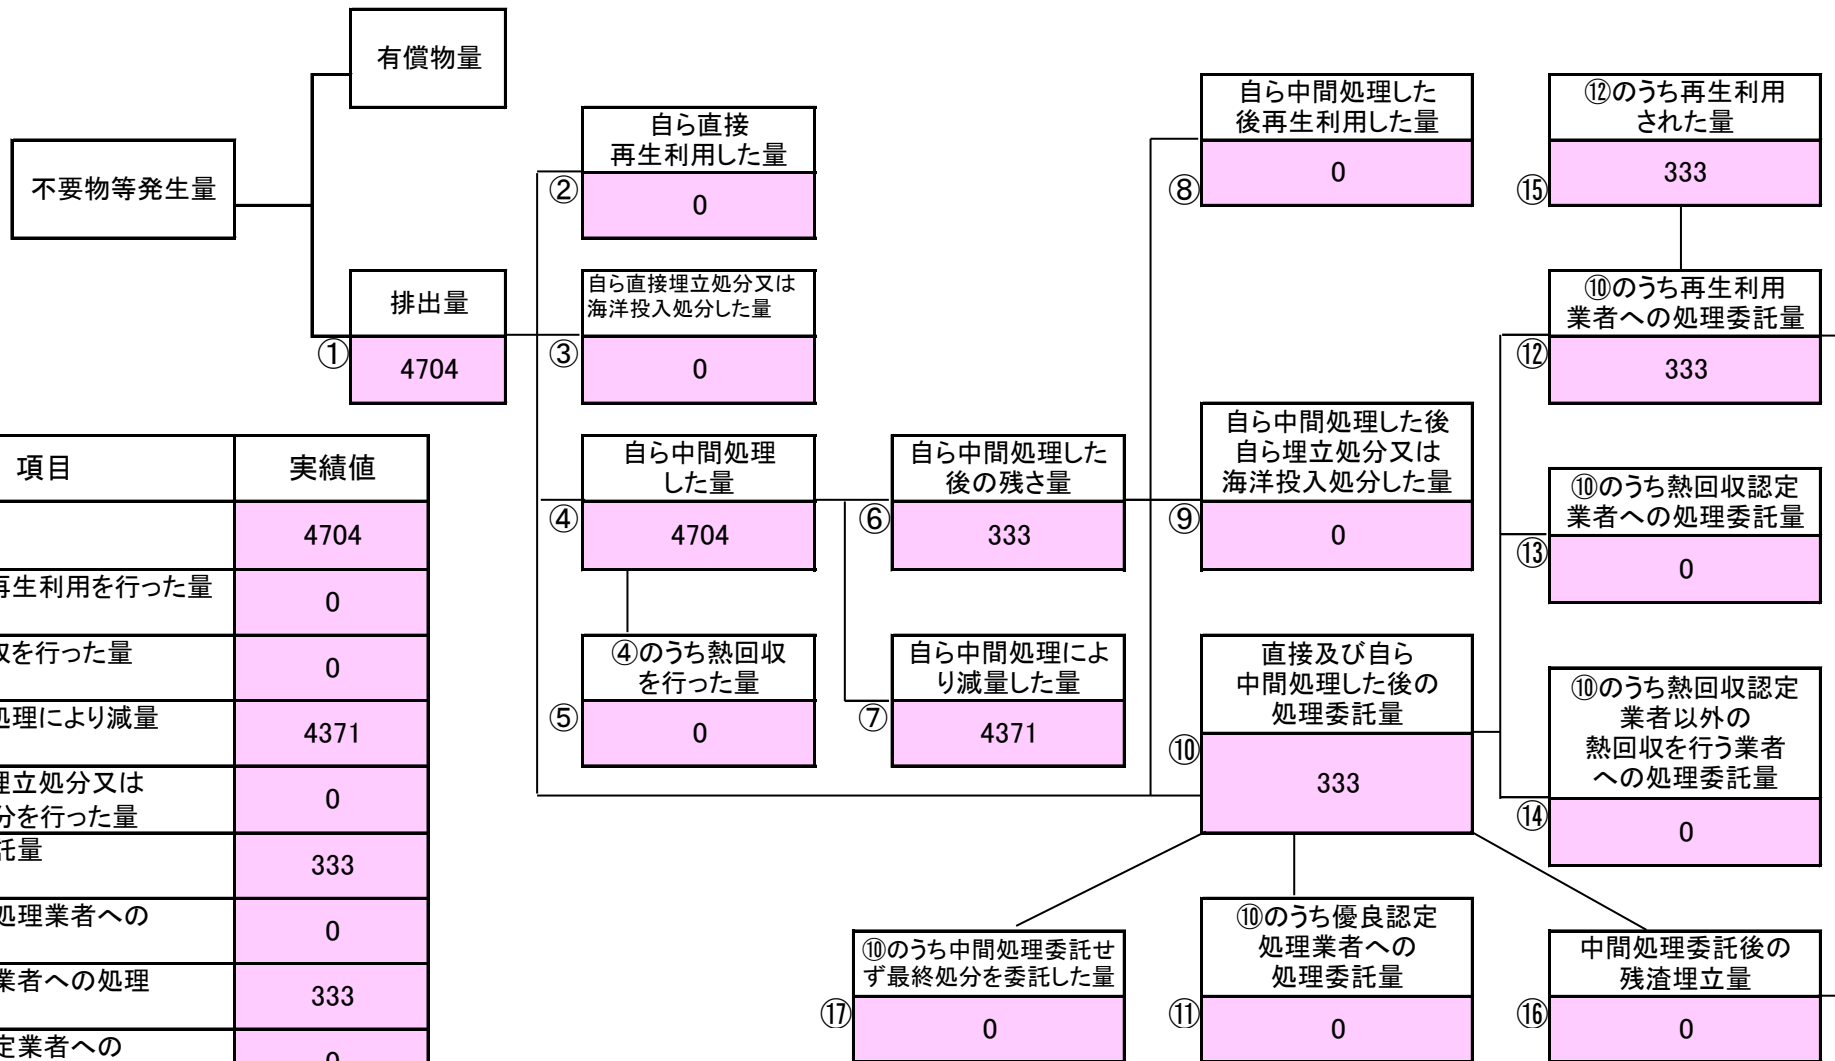 有償物量
不要物等発生量
排出量
①
4704
自ら直接
再生利用した量
②
0
自ら直接埋立処分又は
海洋投入処分した量
③
0
自ら中間処理
した量
④
4704
④のうち熱回収
を行った量
⑤
0
自ら中間処理した
後の残さ量
⑥
333
自ら中間処理によ
り減量した量
⑦
4371
自ら中間処理した
後再生利用した量
⑧
0
自ら中間処理した後
自ら埋立処分又は
海洋投入処分した量
⑨
0
直接及び自ら
中間処理した後の
処理委託量
⑩
333
⑫のうち再生利用
された量
⑮
333
⑩のうち再生利用
業者への処理委託量
⑫
333
⑩のうち熱回収認定
業者への処理委託量
⑬
0
⑩のうち熱回収認定
業者以外の
熱回収を行う業者
への処理委託量
⑭
0
⑩のうち中間処理委託せ
ず最終処分を委託した量
⑰
0
⑩のうち優良認定
処理業者への
処理委託量
⑪
0
中間処理委託後の
残渣埋立量
⑯
0
項目 実績値
4704
再生利用を行った量 0
を行った量 0
処理により減量 4371
埋立処分又は
分を行った量 0
託量 333
処理業者への 0
業者への処理 333
定業者への 0